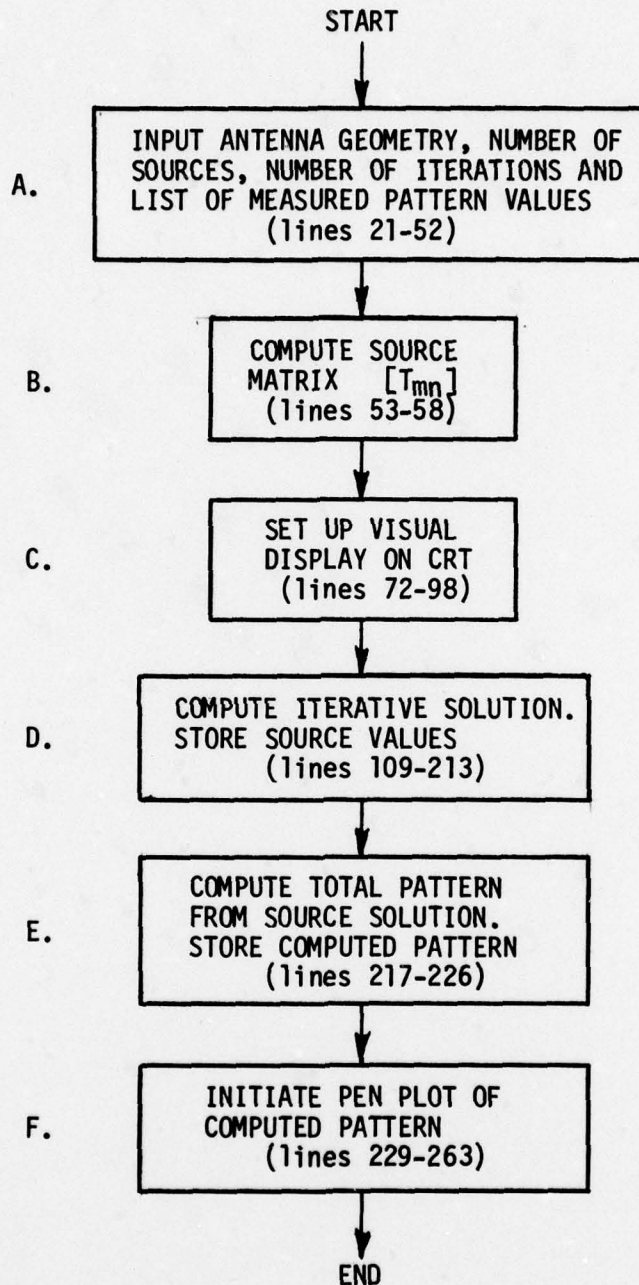 START
A.
INPUT ANTENNA GEOMETRY, NUMBER OF
SOURCES, NUMBER OF ITERATIONS AND
LIST OF MEASURED PATTERN VALUES
(lines 21-52)
B.
COMPUTE SOURCE
MATRIX [Tmn]
(lines 53-58)
C.
SET UP VISUAL
DISPLAY ON CRT
(lines 72-98)
D.
COMPUTE ITERATIVE SOLUTION.
STORE SOURCE VALUES
(lines 109-213)
E.
COMPUTE TOTAL PATTERN
FROM SOURCE SOLUTION.
STORE COMPUTED PATTERN
(lines 217-226)
F.
INITIATE PEN PLOT OF
COMPUTED PATTERN
(lines 229-263)
END